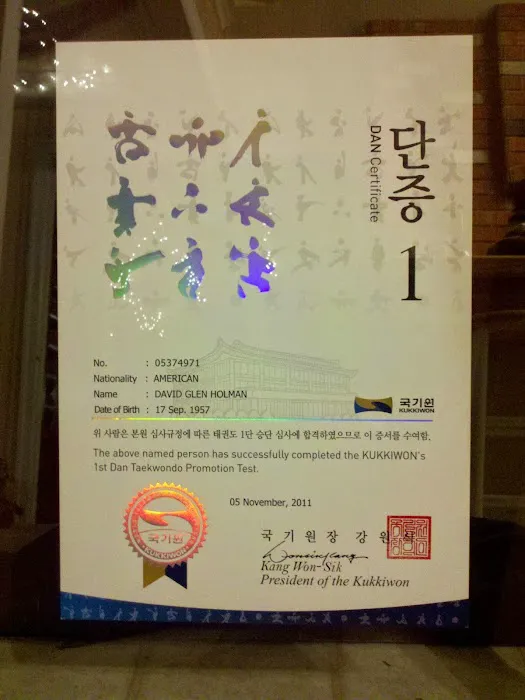 단증
DAN Certificate
1
No. : 05374971
Nationality : AMERICAN
Name : DAVID GLEN HOLMAN
Date of Birth : 17 Sep. 1957
국기원
KUKKIWON
위 사람은 본원 심사규정에 따른 태권도 1단 승단 심사에 합격하였으므로 이 증서를 수여함.
The above named person has successfully completed the KUKKIWON's
1st Dan Taekwondo Promotion Test.
05 November, 2011
국기원
KUKKIWON
국 기 원 장 강 원 식
Kang Won-Sik
President of the Kukkiwon